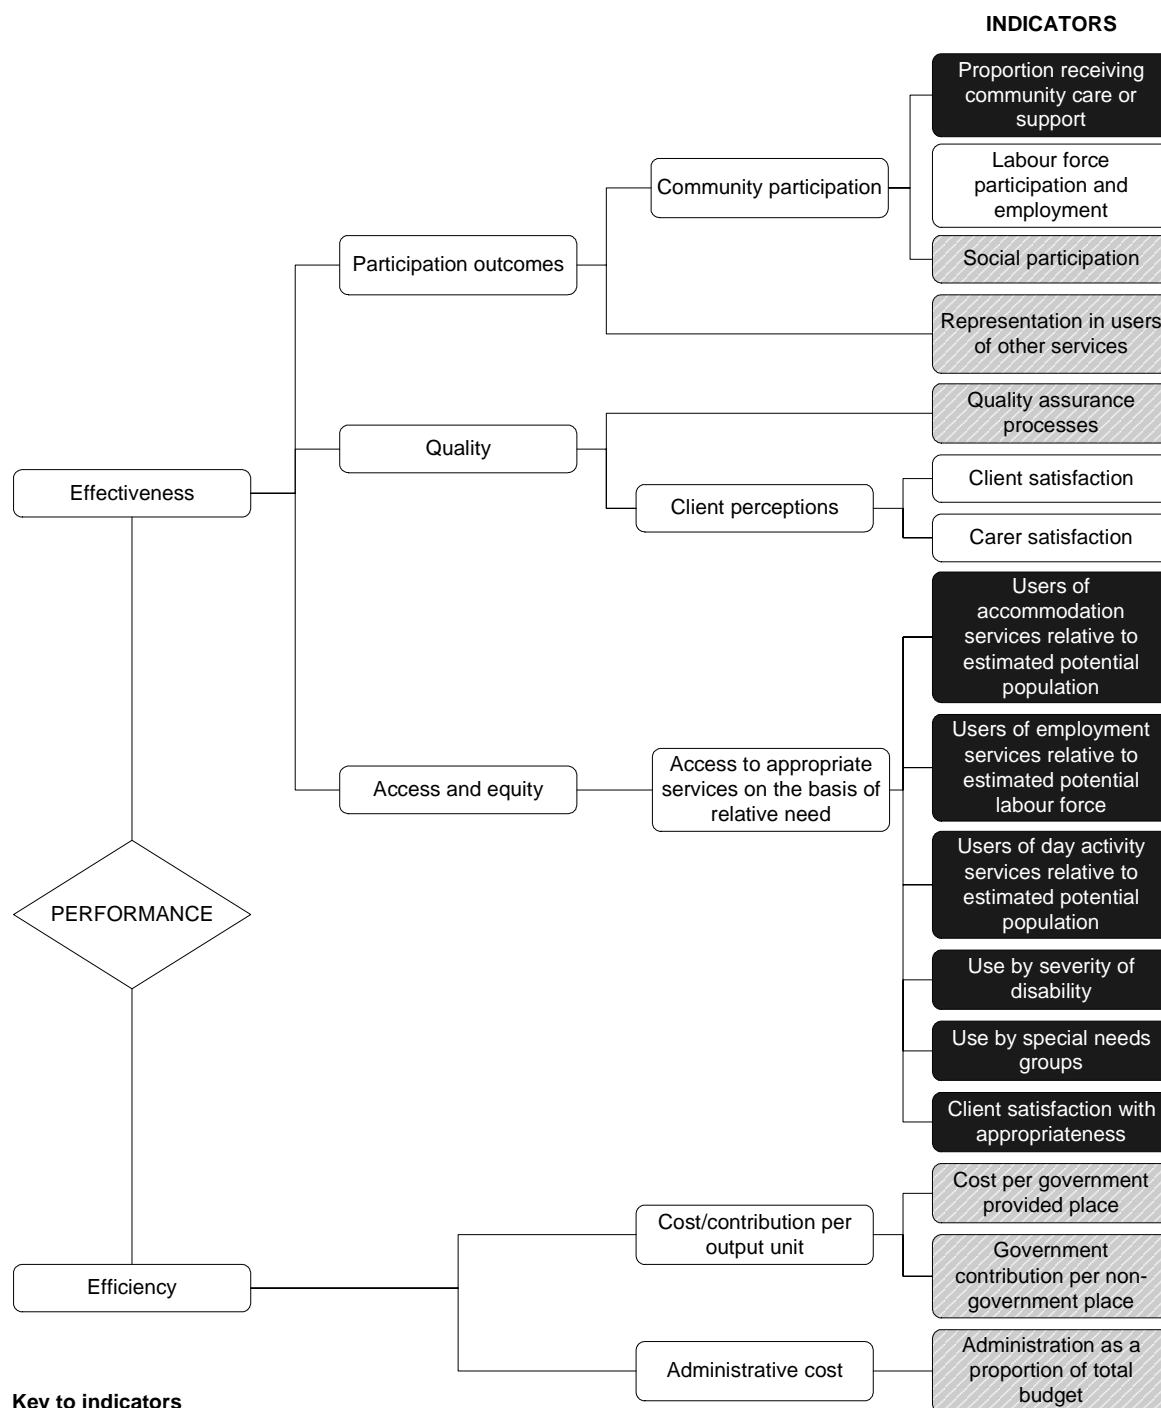 INDICATORS
Proportion receiving
community care or
support
Labour force
participation and
employment
Community participation
Social participation
Participation outcomes
Representation in users
of other services
Quality assurance
processes
Quality
Client satisfaction
Effectiveness
Client perceptions
Carer satisfaction
Users of
accommodation
services relative to
estimated potential
population
Users of employment
services relative to
estimated potential
labour force
Access and equity
Access to appropriate
services on the basis of
relative need
Users of day activity
services relative to
estimated potential
population
PERFORMANCE
Use by severity of
disability
Use by special needs
groups
Client satisfaction with
appropriateness
Cost per government
provided place
Cost/contribution per
output unit
Government
contribution per non-
government place
Efficiency
Administrative cost
Administration as a
proportion of total
budget
Key to indicators